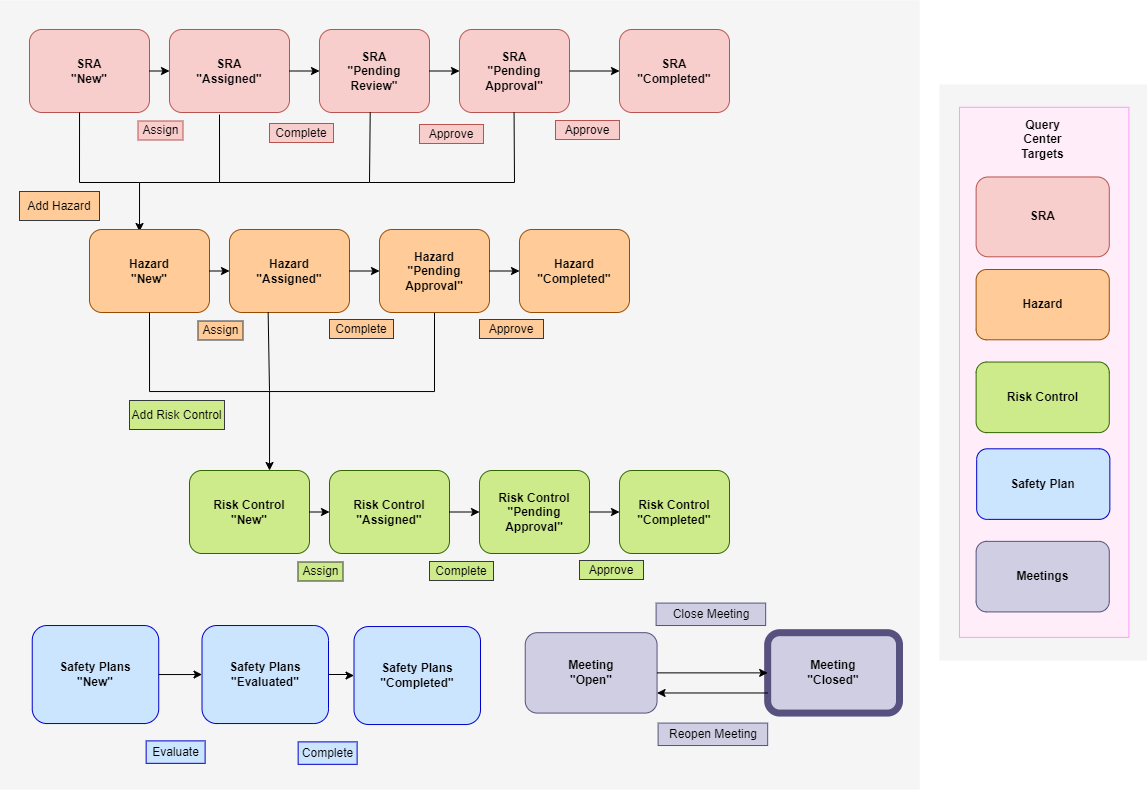 SRA
"New"
SRA
"Assigned"
SRA
"Pending
Review"
SRA
"Pending
Approval"
SRA
"Completed"
Assign
Complete
Approve
Approve
Add Hazard
Hazard
"New"
Hazard
"Assigned"
Hazard
"Pending
Approval"
Hazard
"Completed"
Assign
Complete
Approve
Add Risk Control
Risk Control
"New"
Risk Control
"Assigned"
Risk Control
"Pending
Approval"
Risk Control
"Completed"
Assign
Complete
Approve
Safety Plans
"New"
Safety Plans
"Evaluated"
Safety Plans
"Completed"
Evaluate
Complete
Close Meeting
Meeting
"Open"
Meeting
"Closed"
Reopen Meeting
Query
Center
Targets
SRA
Hazard
Risk Control
Safety Plan
Meetings